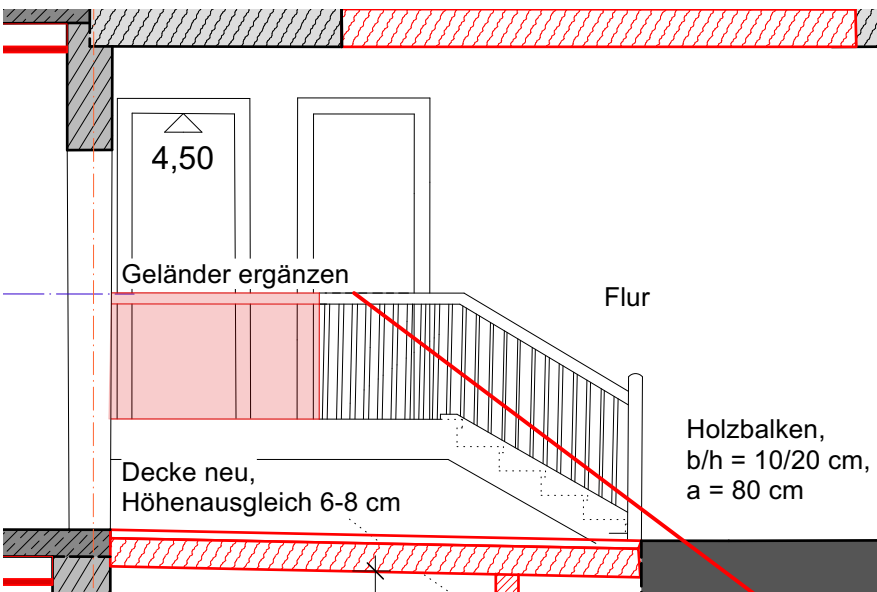 4,50
Geländer ergänzen
Flur
Holzbalken,
b/h = 10/20 cm,
a = 80 cm
Decke neu,
Höhenausgleich 6-8 cm